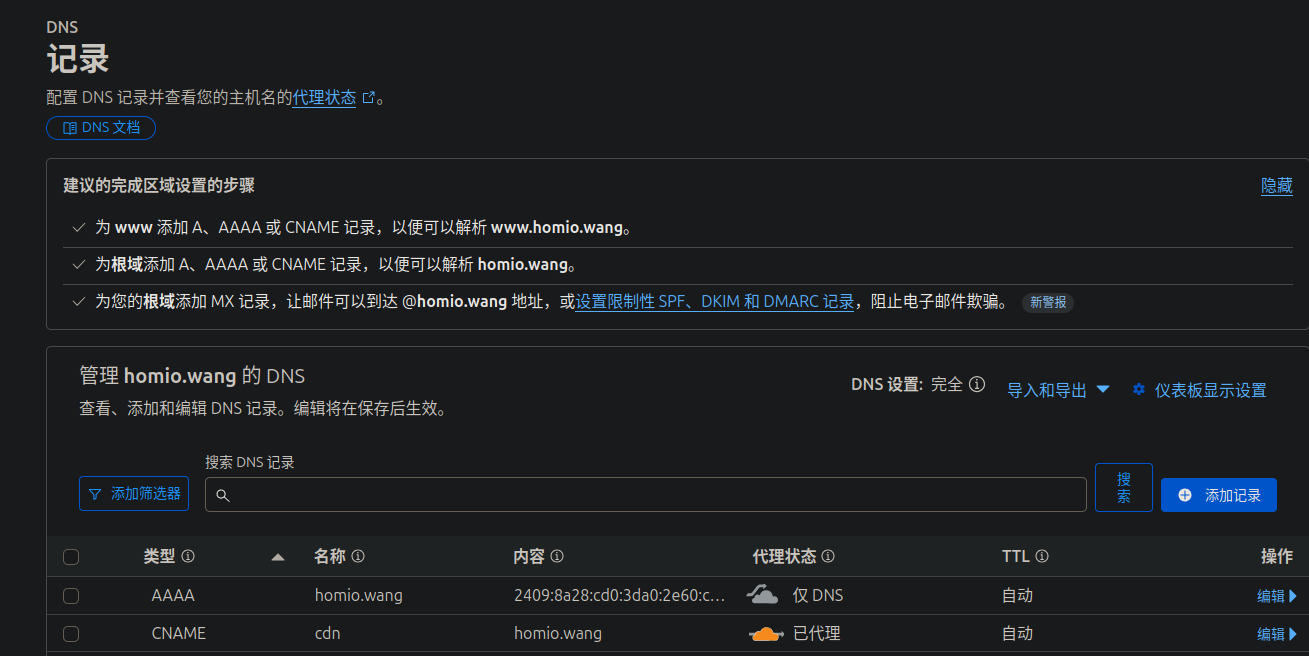 DNS
记录
配置 DNS 记录并查看您的主机名的代理状态。
DNS 文档
建议的完成区域设置的步骤 隐藏
为 www 添加 A、AAAA 或 CNAME 记录，以便可以解析 www.homio.wang。
为根域添加 A、AAAA 或 CNAME 记录，以便可以解析 homio.wang。
为您的根域添加 MX 记录，让邮件可以到达 @homio.wang 地址，或设置限制性 SPF、DKIM 和 DMARC 记录，阻止电子邮件欺骗。 新警报
管理 homio.wang 的 DNS
查看、添加和编辑 DNS 记录。编辑将在保存后生效。
DNS 设置: 完全 导入和导出 仪表板显示设置
搜索 DNS 记录
添加筛选器 搜索 添加记录
类型 名称 内容 代理状态 TTL 操作
AAAA homio.wang 2409:8a28:cd0:3da0:2e60:c... 仅 DNS 自动 编辑
CNAME cdn homio.wang 已代理 自动 编辑